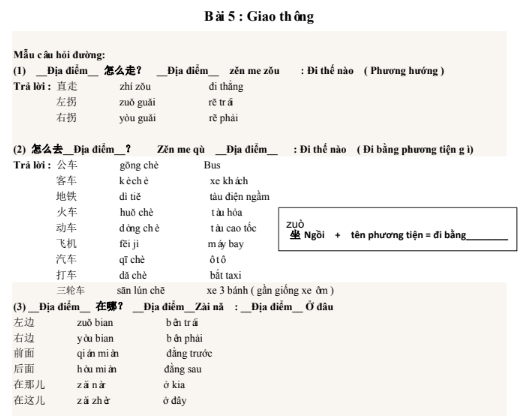 Bài 5 : Giao thông
Mẫu câu hỏi đường:
(1) __Địa điểm__ 怎么走? __Địa điểm__ zěn me zǒu : Đi thế nào ( Phương hướng )
Trả lời : 直走 zhí zǒu đi thẳng
左拐 zuǒ guǎi rẽ trái
右拐 yòu guǎi rẽ phải
(2) 怎么去__Địa điểm__? Zěn me qù __Địa điểm__ : Đi thế nào ( Đi bằng phương tiện gì)
Trả lời : 公车 gōng chē Bus
客车 kè chē xe khách
地铁 dì tiě tàu điện ngầm
火车 huǒ chē tàu hỏa
动车 dòng chē tàu cao tốc
飞机 fēi jī máy bay
汽车 qī chē ôtô
打车 dǎ chē bắt taxi
三轮车 sān lún chē xe 3 bánh ( gần giống xe ôm )
zuò
坐 Ngồi + tên phương tiện = đi bằng________
(3) __Địa điểm__ 在哪? __Địa điểm__Zài nǎ : __Địa điểm__ Ở đâu
左边 zuǒ bian bên trái
右边 yòu bian bên phải
前面 qián miàn đằng trước
后面 hòu miàn đằng sau
在那儿 zài nàr ở kia
在这儿 zài zhèr ở đây